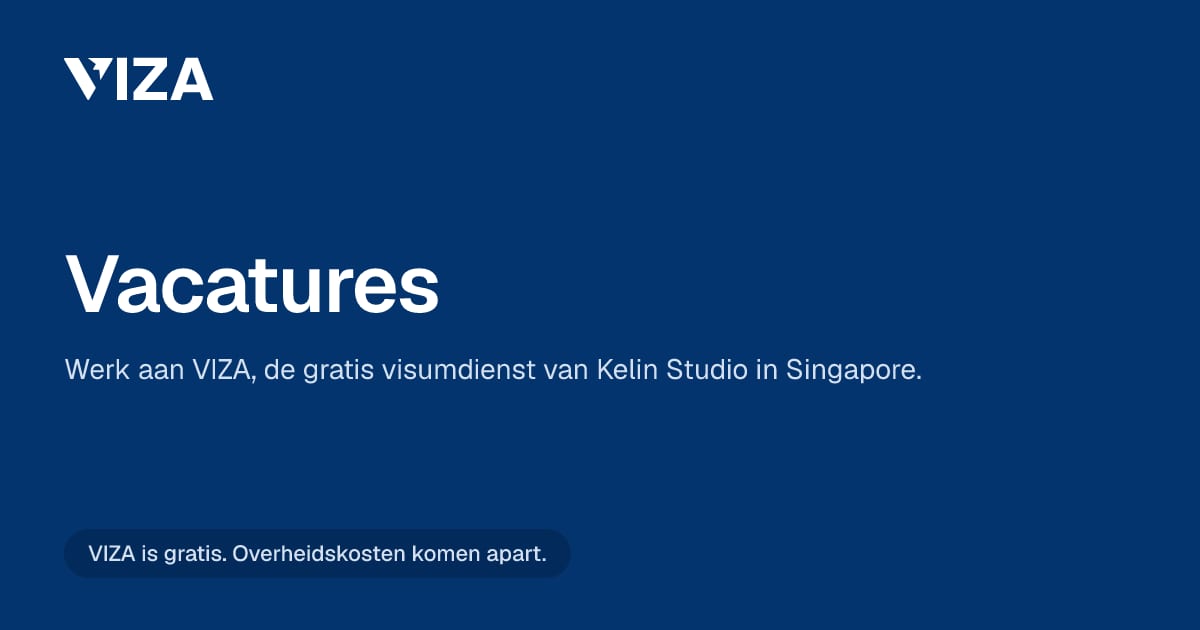 VIZA
Vacatures
Werk aan VIZA, de gratis visumdienst van Kelin Studio in Singapore.
VIZA is gratis. Overheidskosten komen apart.